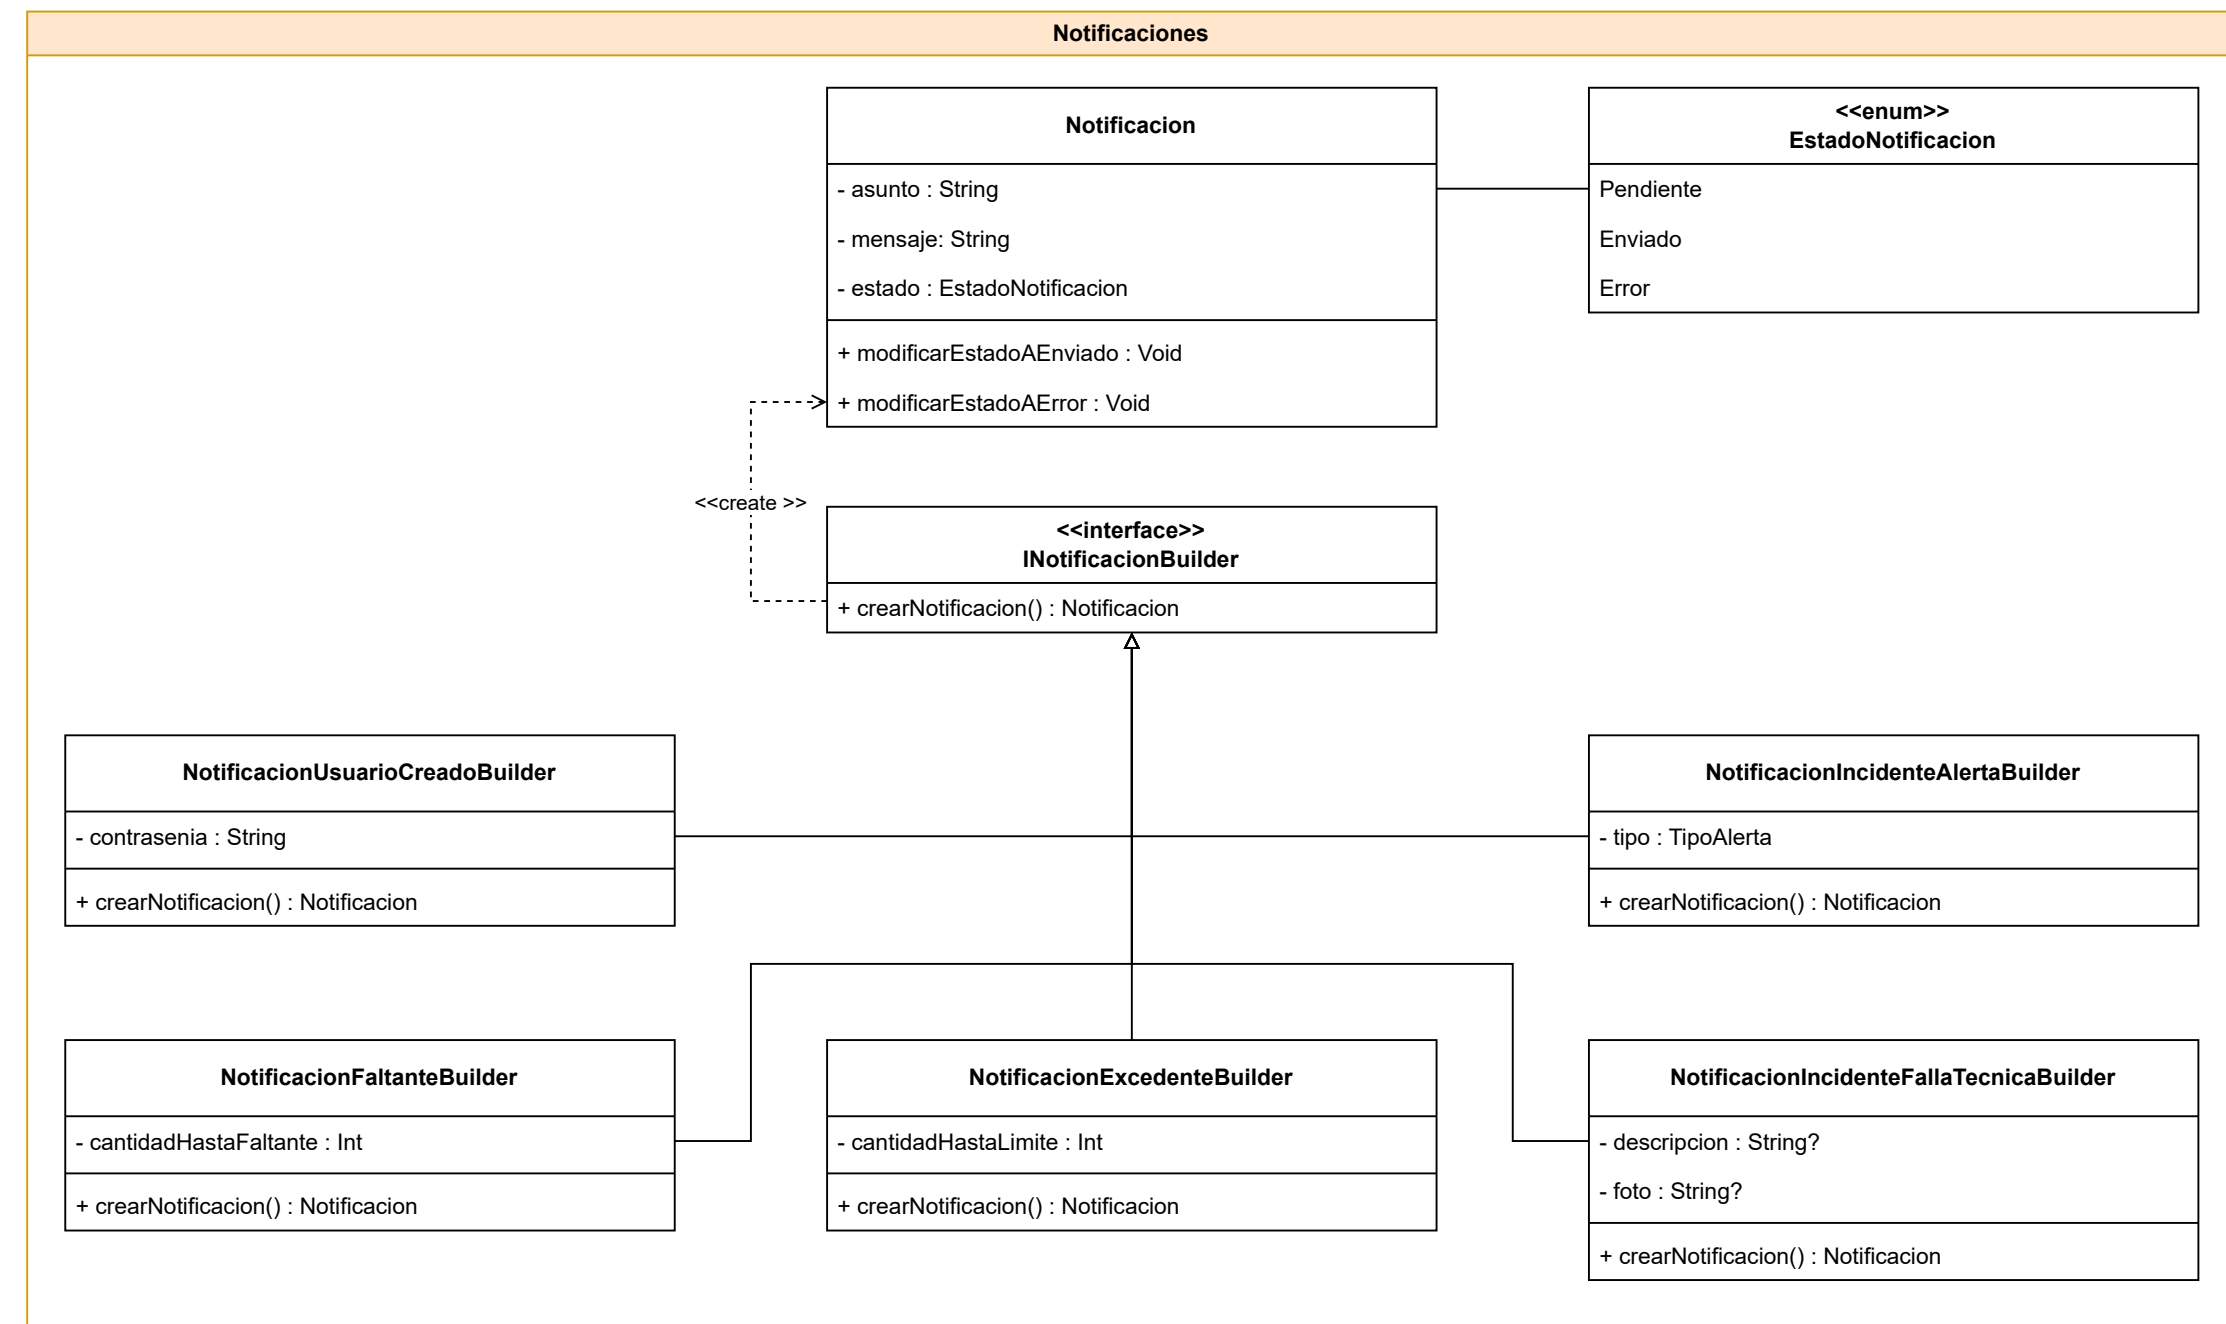 Notificaciones
Notificacion
- asunto : String
- mensaje: String
- estado : EstadoNotificacion
+ modificarEstadoAEnviado : Void
+ modificarEstadoAError : Void
<<enum>>
EstadoNotificacion
Pendiente
Enviado
Error
<<create >>
<<interface>>
INotificacionBuilder
+ crearNotificacion() : Notificacion
NotificacionUsuarioCreadoBuilder
- contrasenia : String
+ crearNotificacion() : Notificacion
NotificacionIncidenteAlertaBuilder
- tipo : TipoAlerta
+ crearNotificacion() : Notificacion
NotificacionFaltanteBuilder
- cantidadHastaFaltante : Int
+ crearNotificacion() : Notificacion
NotificacionExcedenteBuilder
- cantidadHastaLimite : Int
+ crearNotificacion() : Notificacion
NotificacionIncidenteFallaTecnicaBuilder
- descripcion : String?
- foto : String?
+ crearNotificacion() : Notificacion